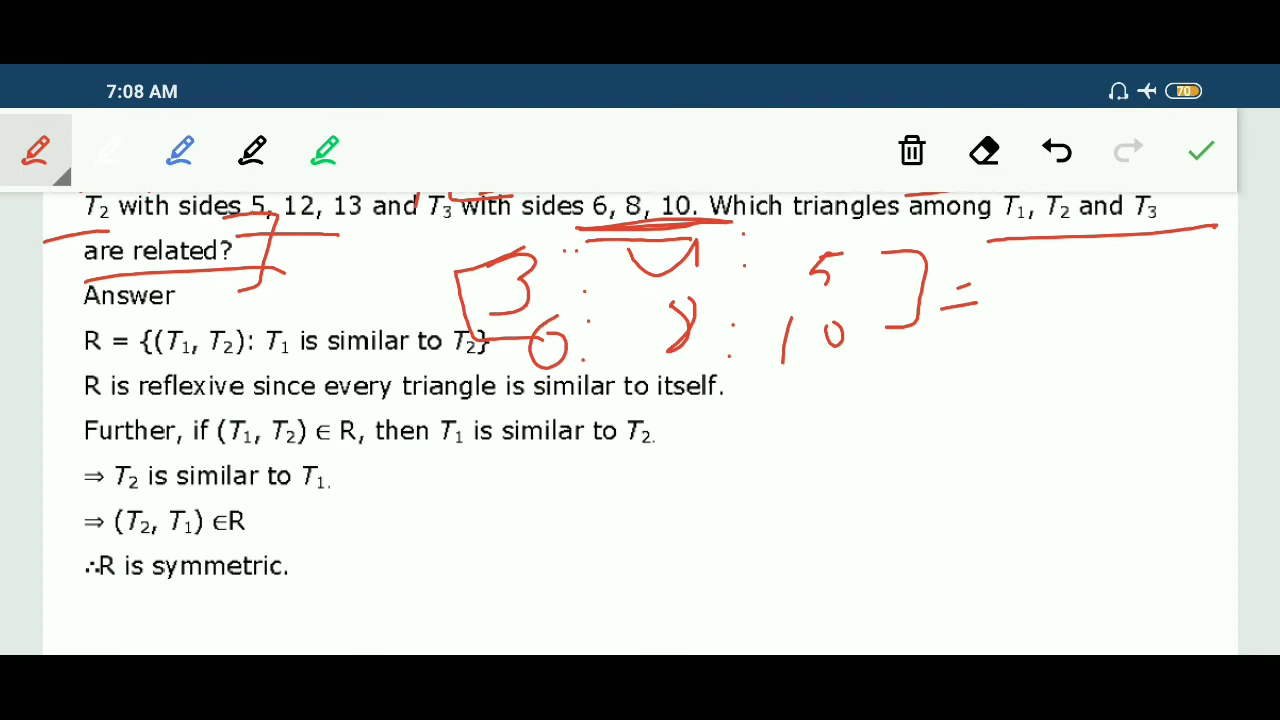 7:08 AM
70
T₂ with sides 5, 12, 13 and T₃ with sides 6, 8, 10. Which triangles among T₁, T₂ and T₃
are related?
3 : 5 =
6 : 8 : 10
Answer
R = {(T₁, T₂): T₁ is similar to T₂}
R is reflexive since every triangle is similar to itself.
Further, if (T₁, T₂) ∈ R, then T₁ is similar to T₂.
⇒ T₂ is similar to T₁.
⇒ (T₂, T₁) ∈R
∴R is symmetric.